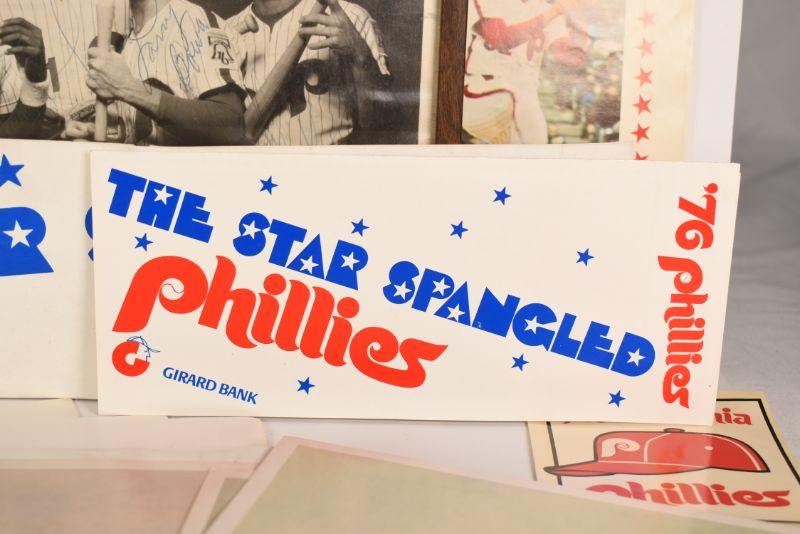 THE STAR SPANGLED
Phillies
GIRARD BANK
'76 Phillies
Phillies